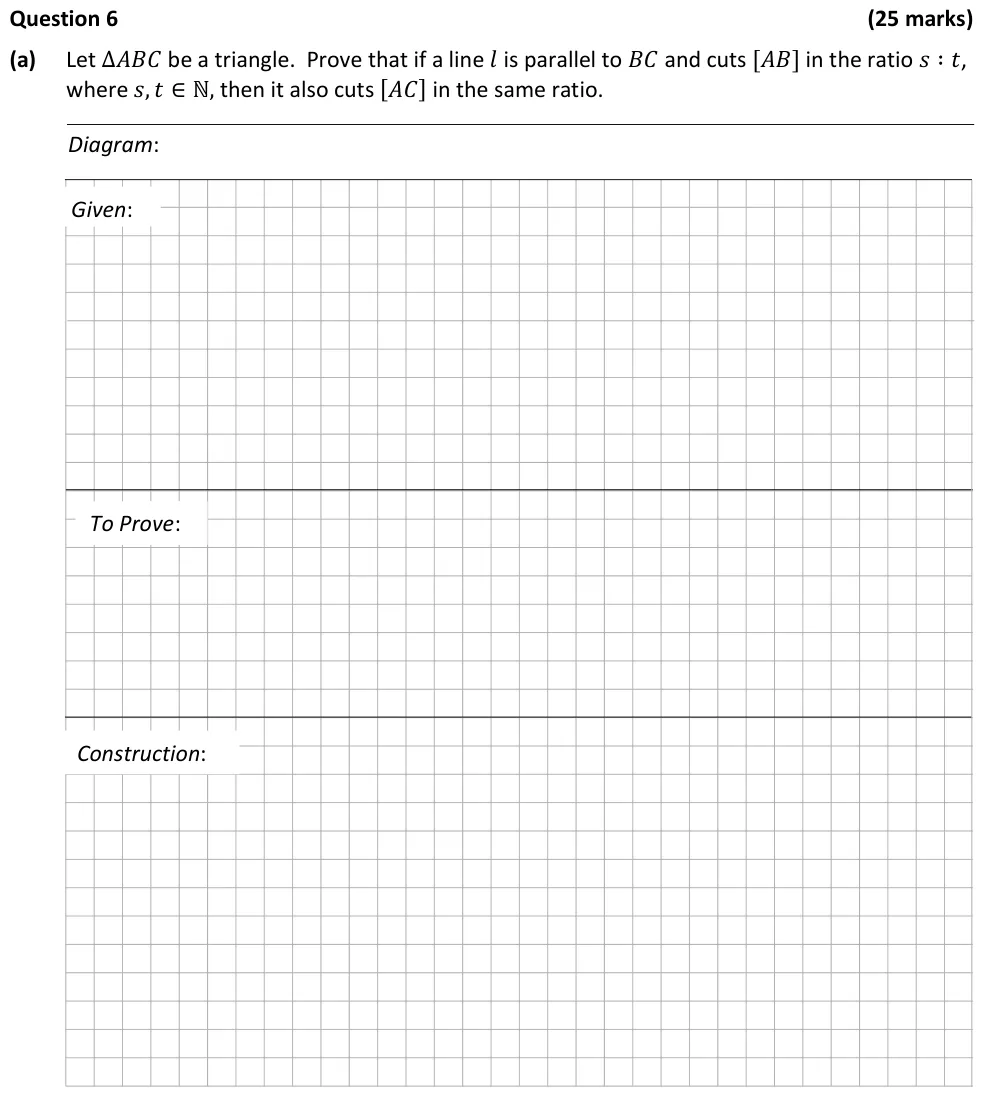 Question 6 (25 marks)
(a) Let ΔABC be a triangle. Prove that if a line l is parallel to BC and cuts [AB] in the ratio s : t,
where s, t ∈ ℕ, then it also cuts [AC] in the same ratio.
Diagram:
Given:
To Prove:
Construction: